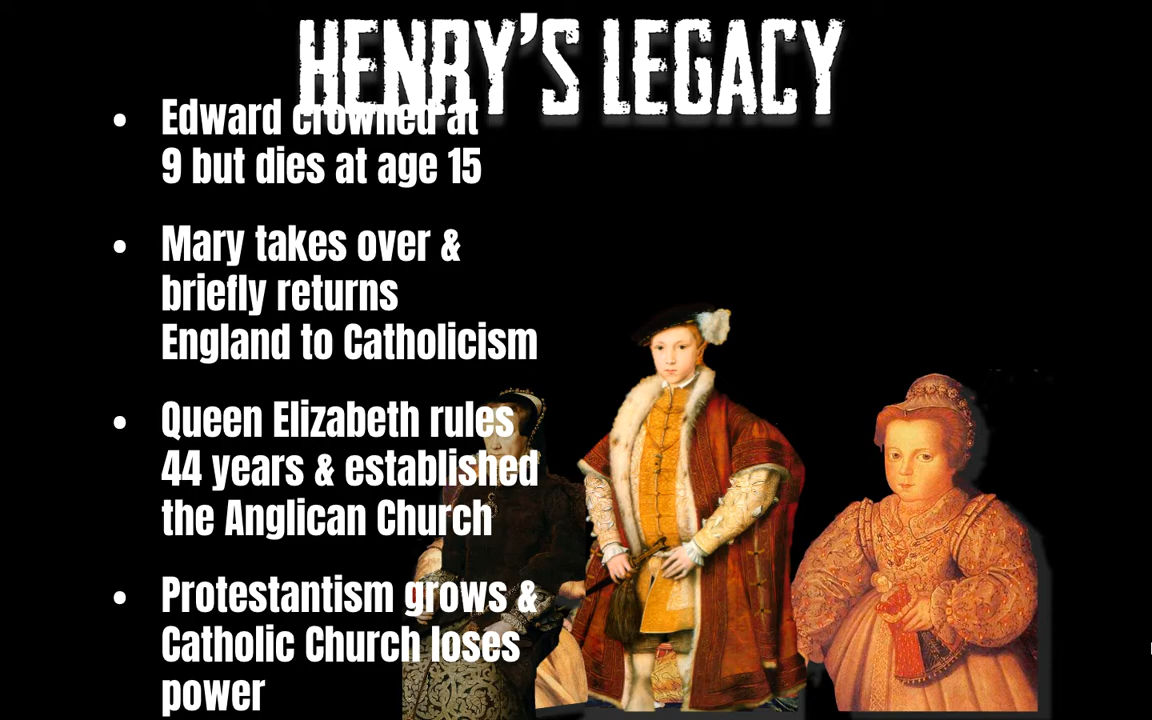 HENRY'S LEGACY
• Edward crowned at
9 but dies at age 15
• Mary takes over &
briefly returns
England to Catholicism
• Queen Elizabeth rules
44 years & established
the Anglican Church
• Protestantism grows &
Catholic Church loses
power